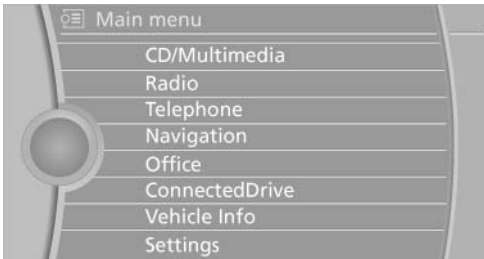 Main menu
CD/Multimedia
Radio
Telephone
Navigation
Office
ConnectedDrive
Vehicle Info
Settings